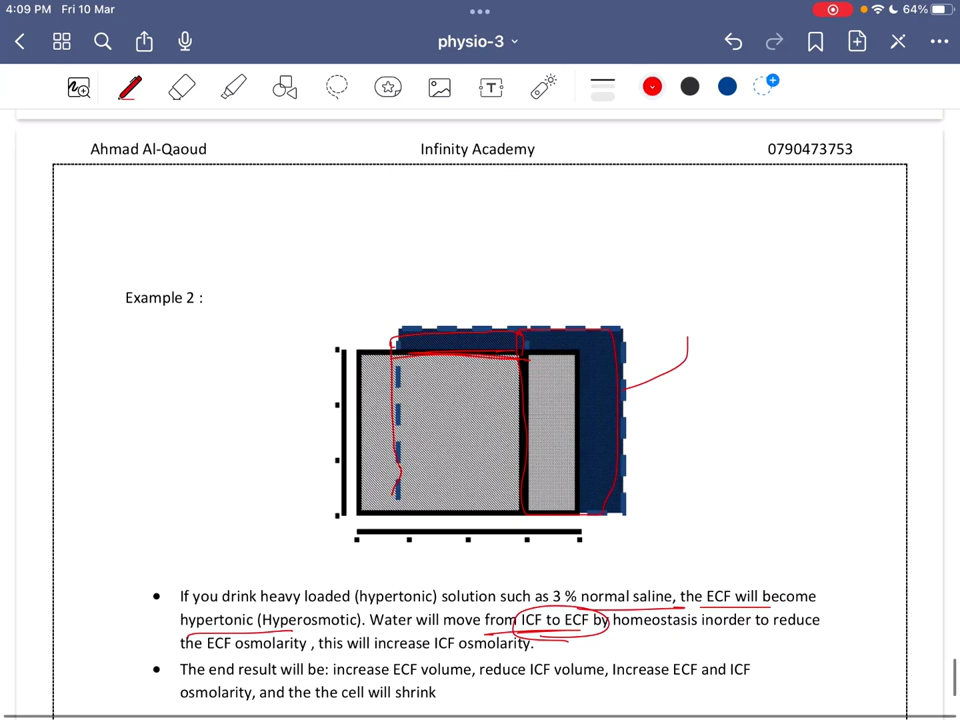 4:09 PM Fri 10 Mar
64%
physio-3
Ahmad Al-Qaoud Infinity Academy 0790473753
Example 2 :
If you drink heavy loaded (hypertonic) solution such as 3 % normal saline, the ECF will become
hypertonic (Hyperosmotic). Water will move from ICF to ECF by homeostasis inorder to reduce
the ECF osmolarity , this will increase ICF osmolarity.
The end result will be: increase ECF volume, reduce ICF volume, Increase ECF and ICF
osmolarity, and the the cell will shrink